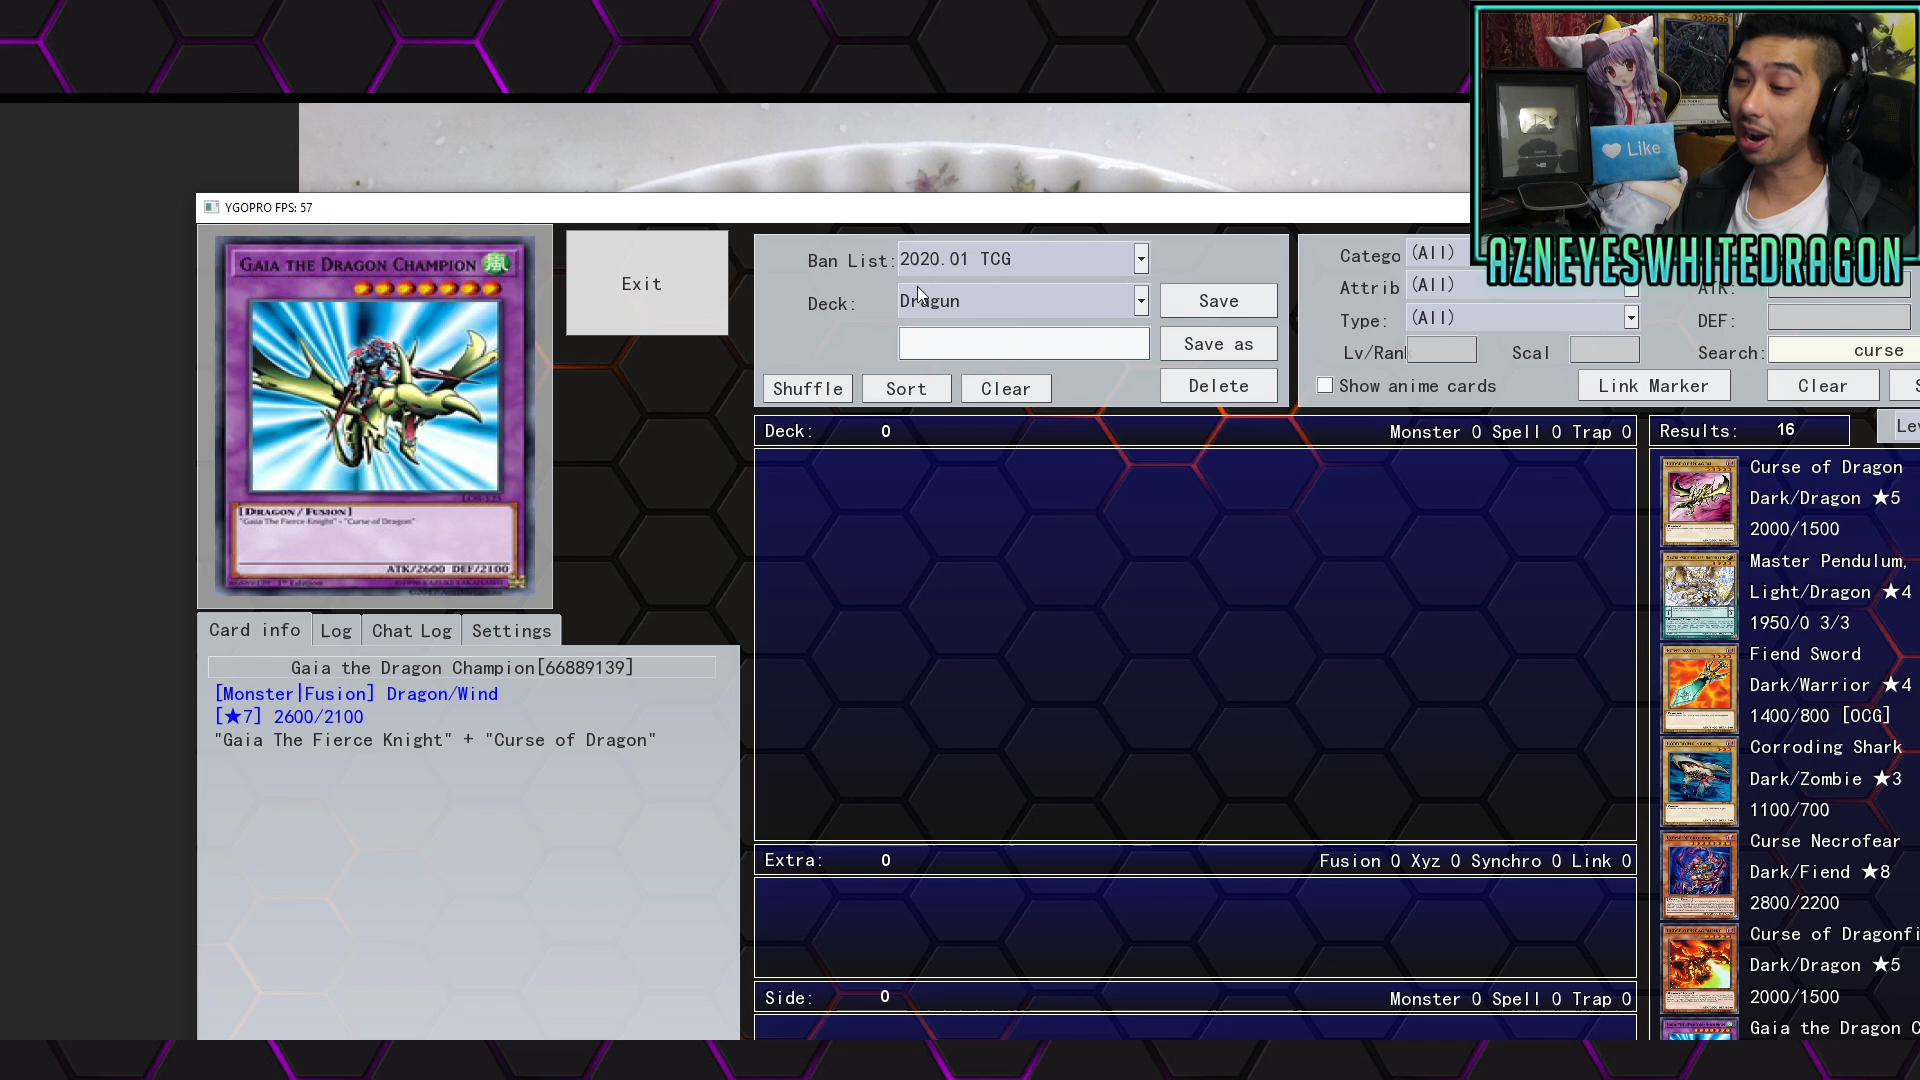 Like
AZNEYESWHITEDRAGON
YGOPRO FPS: 57
GAIA THE DRAGON CHAMPION
LOB-125
[DRAGON / FUSION]
"Gaia The Fierce Knight" + "Curse of Dragon"
ATK/2600 DEF/2100
Exit
Ban List: 2020.01 TCG
Deck: Dragun
Save
Save as
Shuffle
Sort
Clear
Delete
Catego (All)
Attrib (All)
Type: (All)
Lv/Ran
Scal
ATK:
DEF:
Search: curse
Show anime cards
Link Marker
Clear
S
Deck: 0
Monster 0 Spell 0 Trap 0
Results: 16
Lev
Curse of Dragon
Dark/Dragon ★5
2000/1500
Master Pendulum,
Light/Dragon ★4
1950/0 3/3
Fiend Sword
Dark/Warrior ★4
1400/800 [OCG]
Corroding Shark
Dark/Zombie ★3
1100/700
Curse Necrofear
Dark/Fiend ★8
2800/2200
Curse of Dragonfi
Dark/Dragon ★5
2000/1500
Gaia the Dragon C
Card info
Log
Chat Log
Settings
Gaia the Dragon Champion[66889139]
[Monster|Fusion] Dragon/Wind
[★7] 2600/2100
"Gaia The Fierce Knight" + "Curse of Dragon"
Extra: 0
Fusion 0 Xyz 0 Synchro 0 Link 0
Side: 0
Monster 0 Spell 0 Trap 0